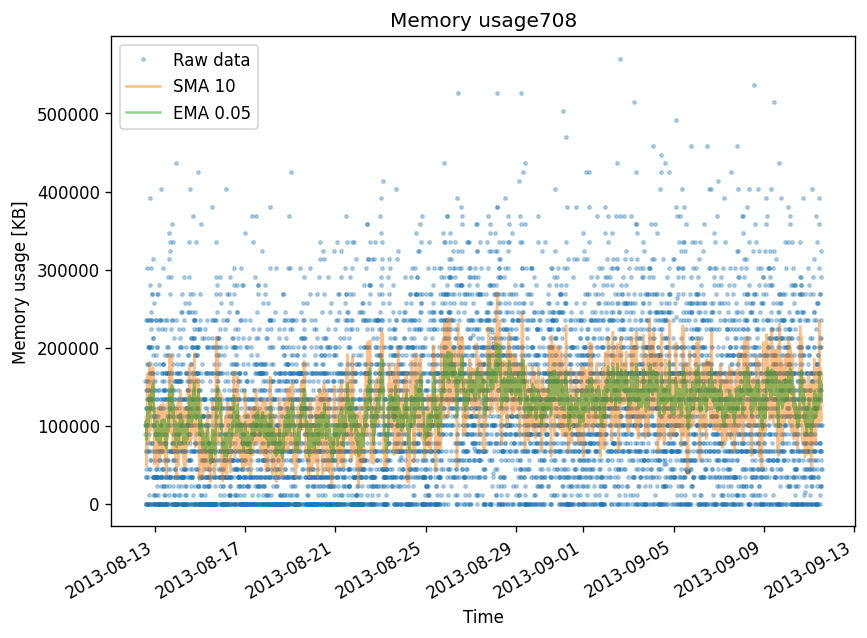 Memory usage708
Raw data
SMA 10
EMA 0.05
Memory usage [KB]
500000
400000
300000
200000
100000
0
2013-08-13
2013-08-17
2013-08-21
2013-08-25
2013-08-29
2013-09-01
2013-09-05
2013-09-09
2013-09-13
Time